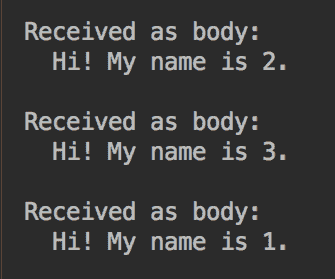 Received as body:
  Hi! My name is 2.

Received as body:
  Hi! My name is 3.

Received as body:
  Hi! My name is 1.